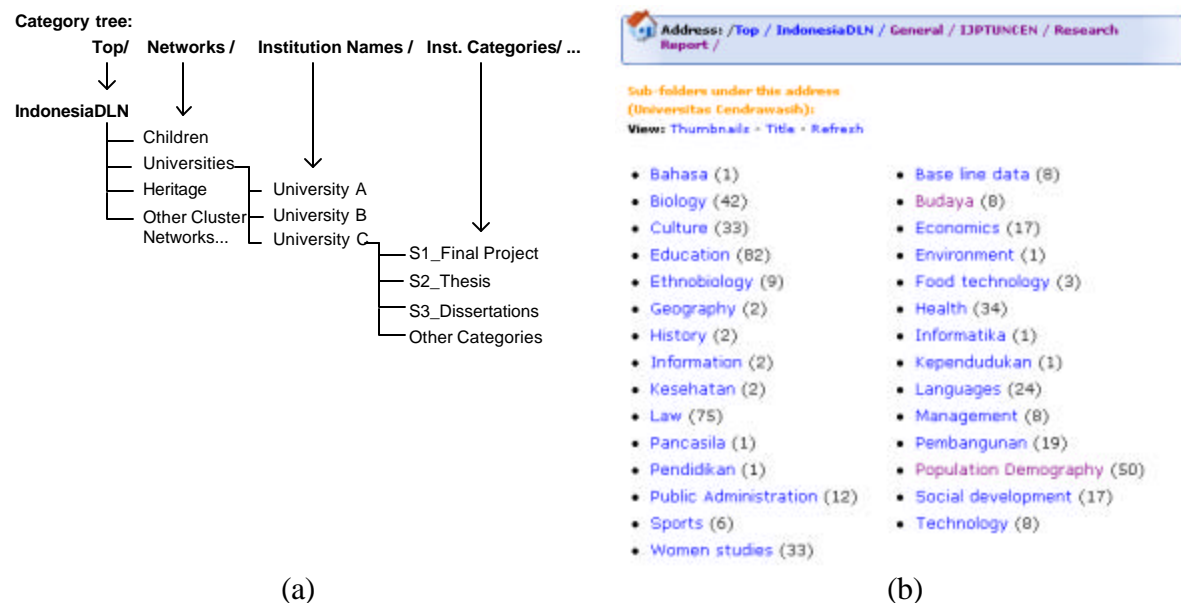 Category tree:
Top/ Networks / Institution Names / Inst. Categories/ ...
IndonesiaDLN
Children
Universities
Heritage
Other Cluster
Networks...
University A
University B
University C
S1_Final Project
S2_Thesis
S3_Dissertations
Other Categories
(a)
Address: /Top / IndonesiaDLN / General / IJPTUNCEN / Research
Report /
Sub-folders under this address
(Universitas Cendrawasih):
View: Thumbnails - Title - Refresh
• Bahasa (1)
• Biology (42)
• Culture (33)
• Education (82)
• Ethnobiology (9)
• Geography (2)
• History (2)
• Information (2)
• Kesehatan (2)
• Law (75)
• Pancasila (1)
• Pendidikan (1)
• Public Administration (12)
• Sports (6)
• Women studies (33)
• Base line data (8)
• Budaya (8)
• Economics (17)
• Environment (1)
• Food technology (3)
• Health (34)
• Informatika (1)
• Kependudukan (1)
• Languages (24)
• Management (8)
• Pembangunan (19)
• Population Demography (50)
• Social development (17)
• Technology (8)
(b)